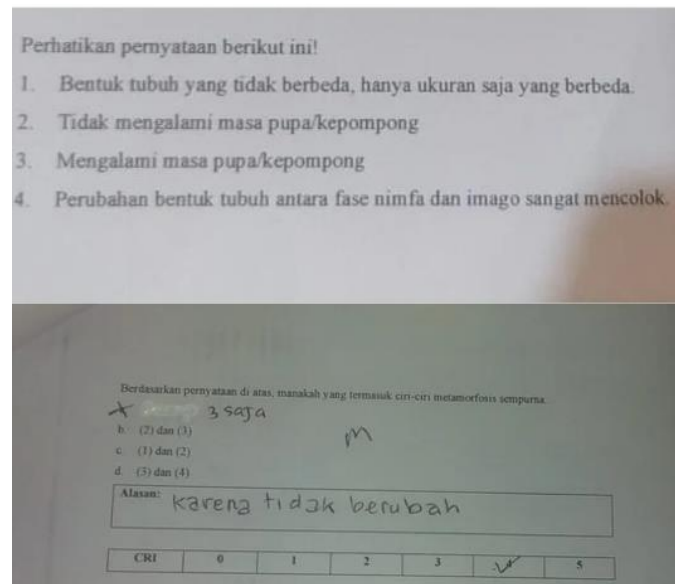 Perhatikan pernyataan berikut ini!
1. Bentuk tubuh yang tidak berbeda, hanya ukuran saja yang berbeda.
2. Tidak mengalami masa pupa/kepompong
3. Mengalami masa pupa/kepompong
4. Perubahan bentuk tubuh antara fase nimfa dan imago sangat mencolok.
Berdasarkan pernyataan di atas, manakah yang termasuk ciri-ciri metamorfosis sempurna.
3 saja
b. (2) dan (3)
m
c. (1) dan (2)
d. (3) dan (4)
Alasan: karena tidak berubah
CRI 0 1 2 3 5